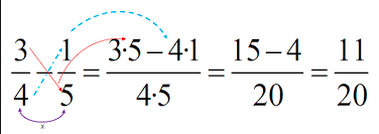 3/4 − 1/5 = (3·5 − 4·1)/(4·5) = (15 − 4)/20 = 11/20
x